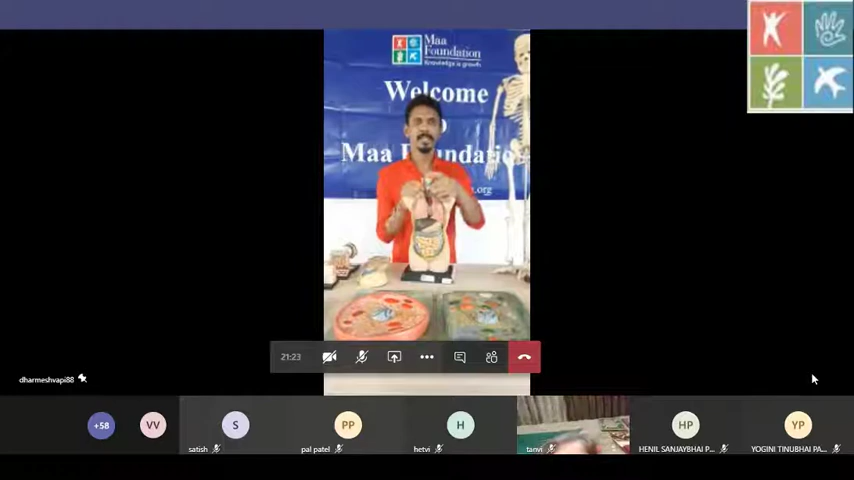 Maa
Foundation
Knowledge is growth
Welcome
Maa Foundatio
.org
21:23
dharmeshvapi88
+58
VV
S
PP
H
HP
YP
satish
pal patel
hetvi
tanvi
HENIL SANJAYBHAI P...
YOGINI TINUBHAI PA...